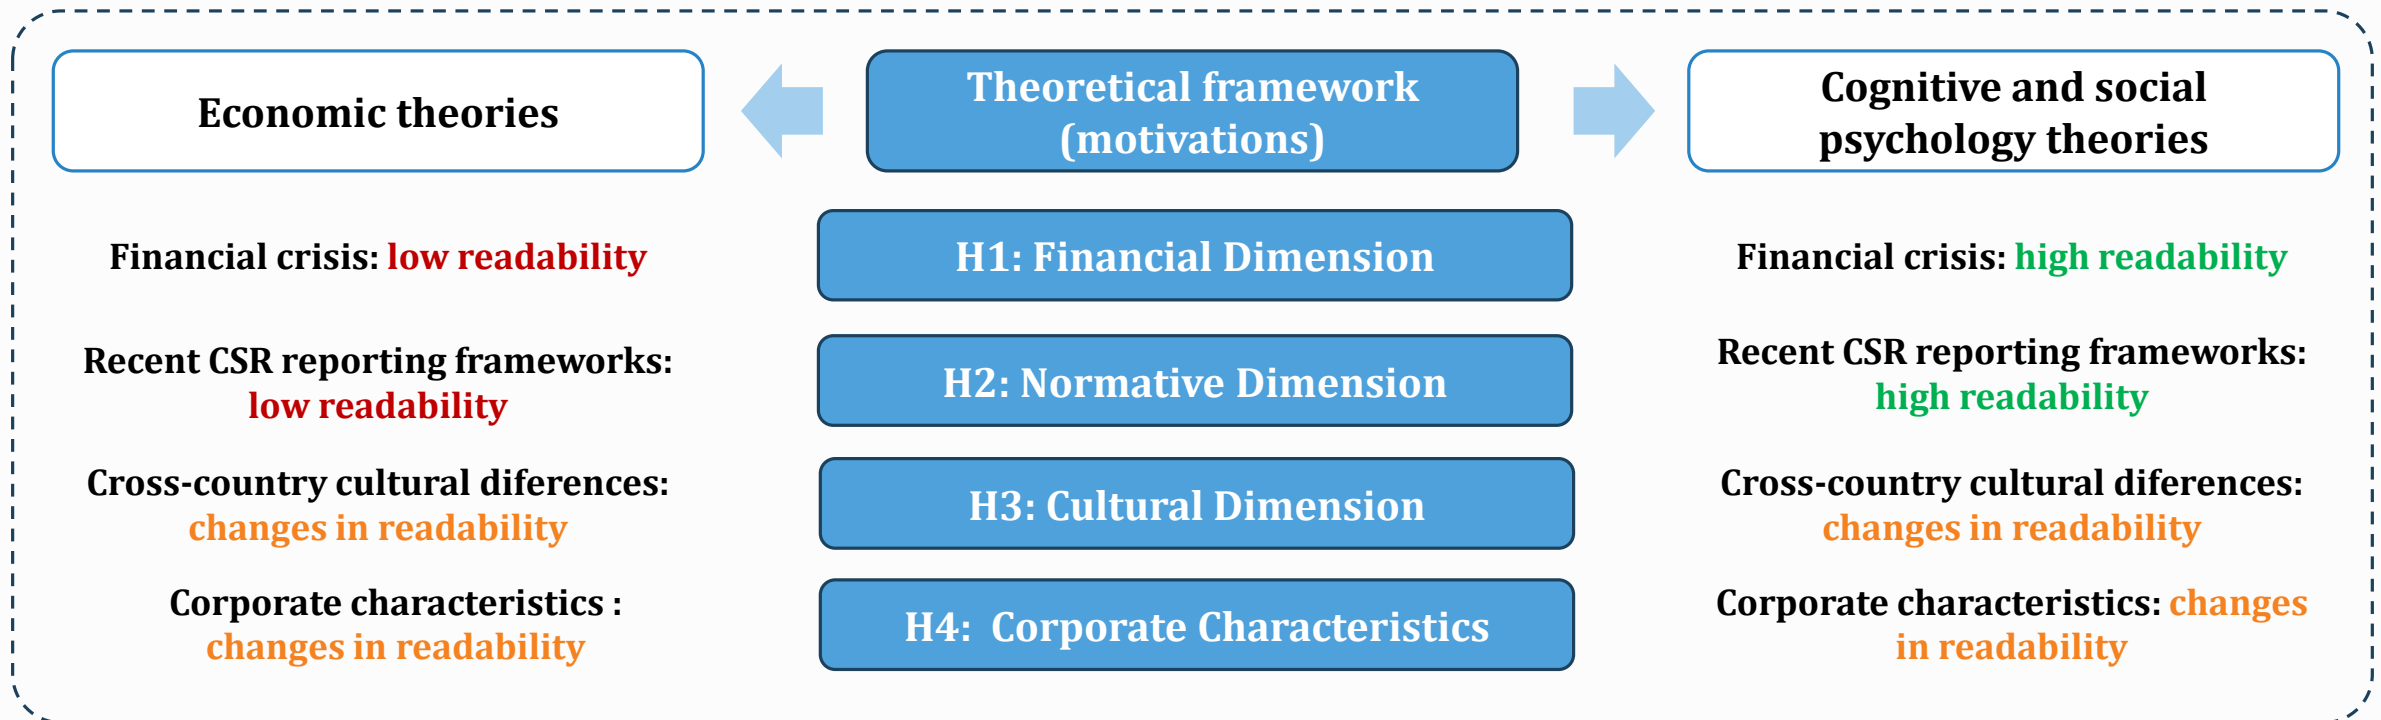 Economic theories
Theoretical framework
(motivations)
Cognitive and social
psychology theories
Financial crisis: low readability
H1: Financial Dimension
Financial crisis: high readability
Recent CSR reporting frameworks:
low readability
H2: Normative Dimension
Recent CSR reporting frameworks:
high readability
Cross-country cultural diferences:
changes in readability
H3: Cultural Dimension
Cross-country cultural diferences:
changes in readability
Corporate characteristics :
changes in readability
H4:  Corporate Characteristics
Corporate characteristics: changes
in readability